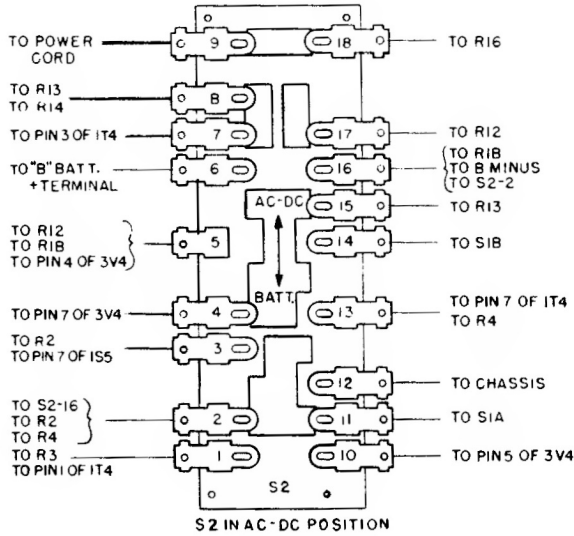 TO POWER
CORD
9
18
TO R16
TO R13
TO R14
8
TO PIN 3 OF 1T4
7
17
TO R12
TO "B" BATT.
+ TERMINAL
6
16
TO R18
TO B MINUS
TO S2-2
AC-DC
15
TO R13
TO R12
TO R18
TO PIN 4 OF 3V4
5
14
TO S1B
BATT.
TO PIN 7 OF 3V4
4
13
TO PIN 7 OF 1T4
TO R4
TO R2
TO PIN 7 OF 1S5
3
12
TO CHASSIS
TO S2-16
TO R2
TO R4
2
11
TO S1A
TO R3
TO PIN 1 OF 1T4
1
10
TO PIN 5 OF 3V4
S2
S2 IN AC-DC POSITION